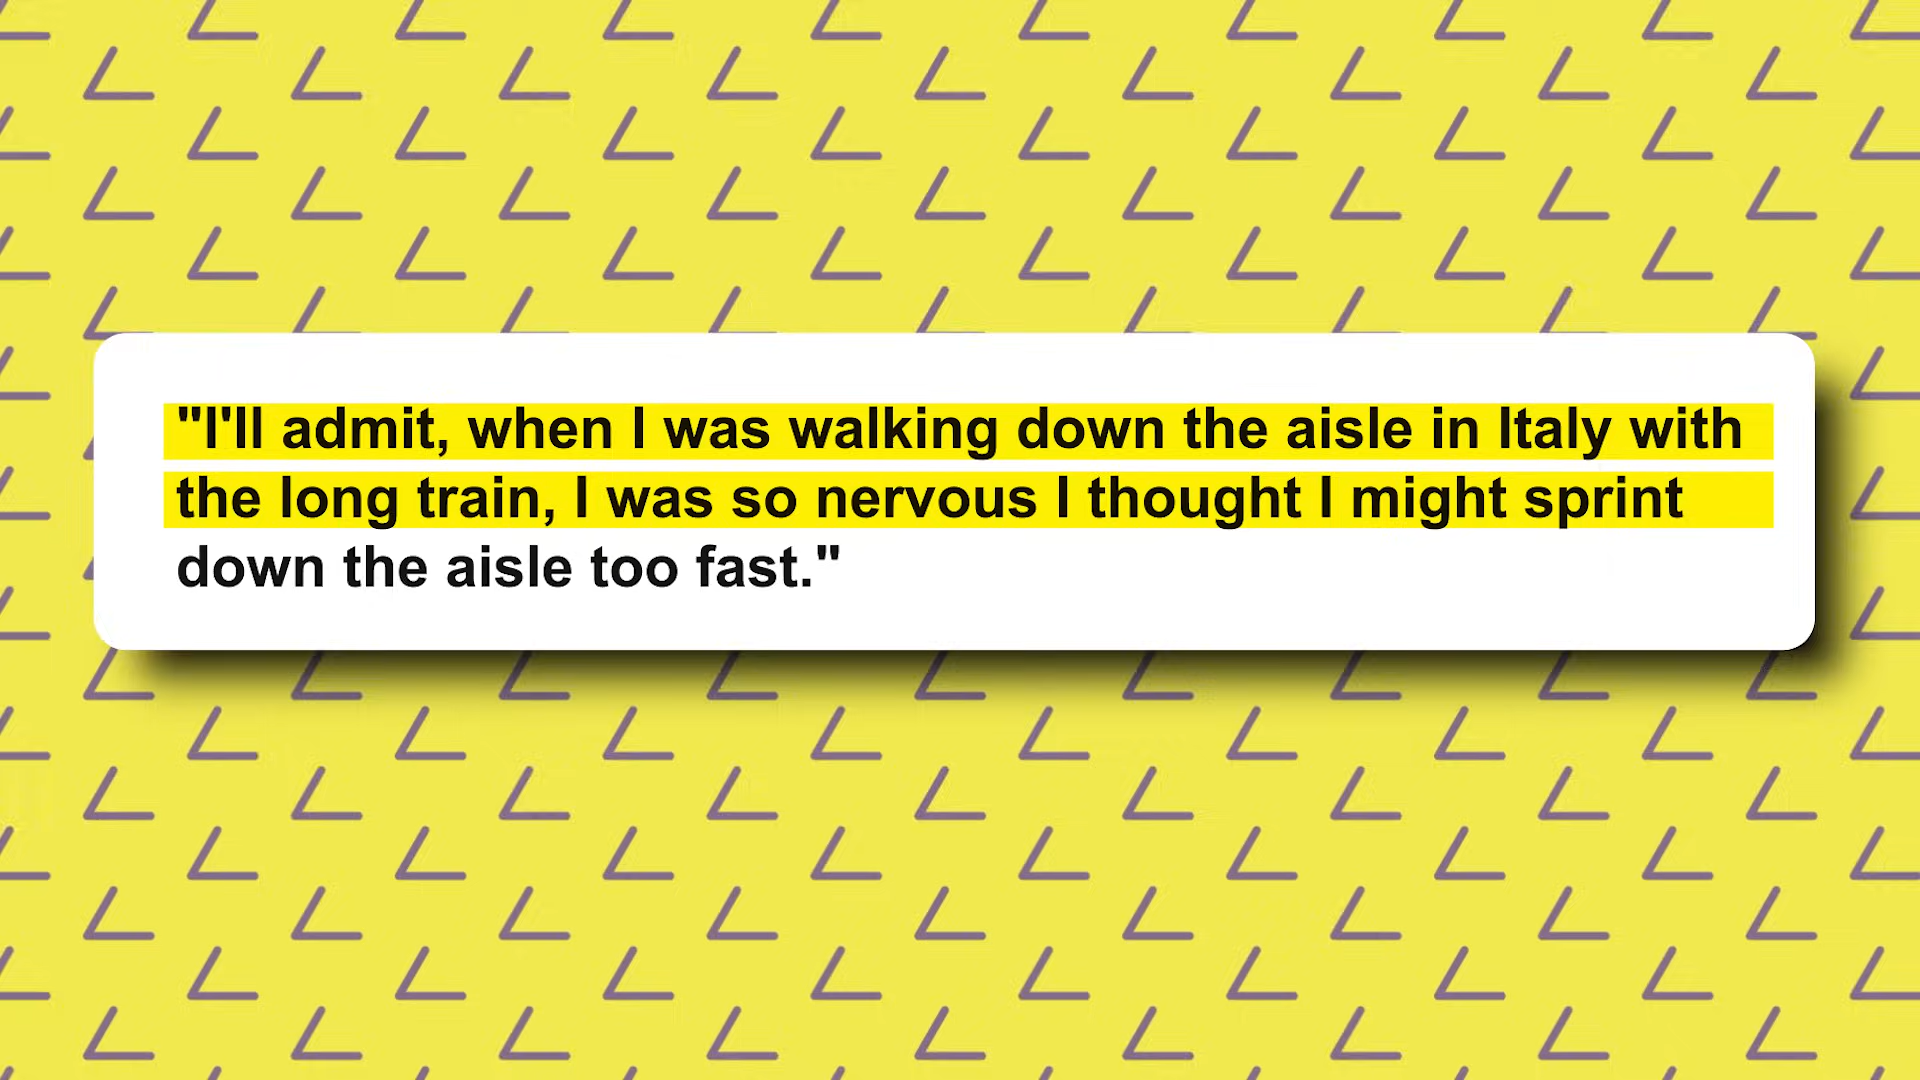 "I'll admit, when I was walking down the aisle in Italy with
the long train, I was so nervous I thought I might sprint
down the aisle too fast."